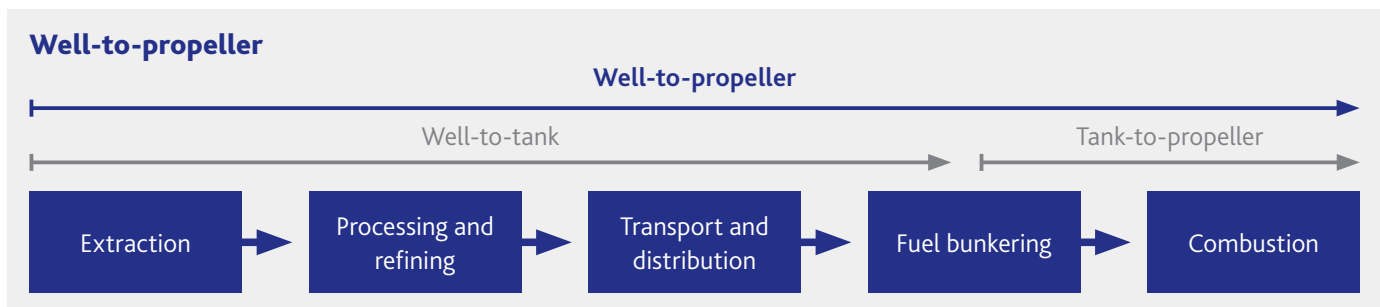 Well-to-propeller
Well-to-propeller
Well-to-tank
Tank-to-propeller
Extraction
Processing and
refining
Transport and
distribution
Fuel bunkering
Combustion